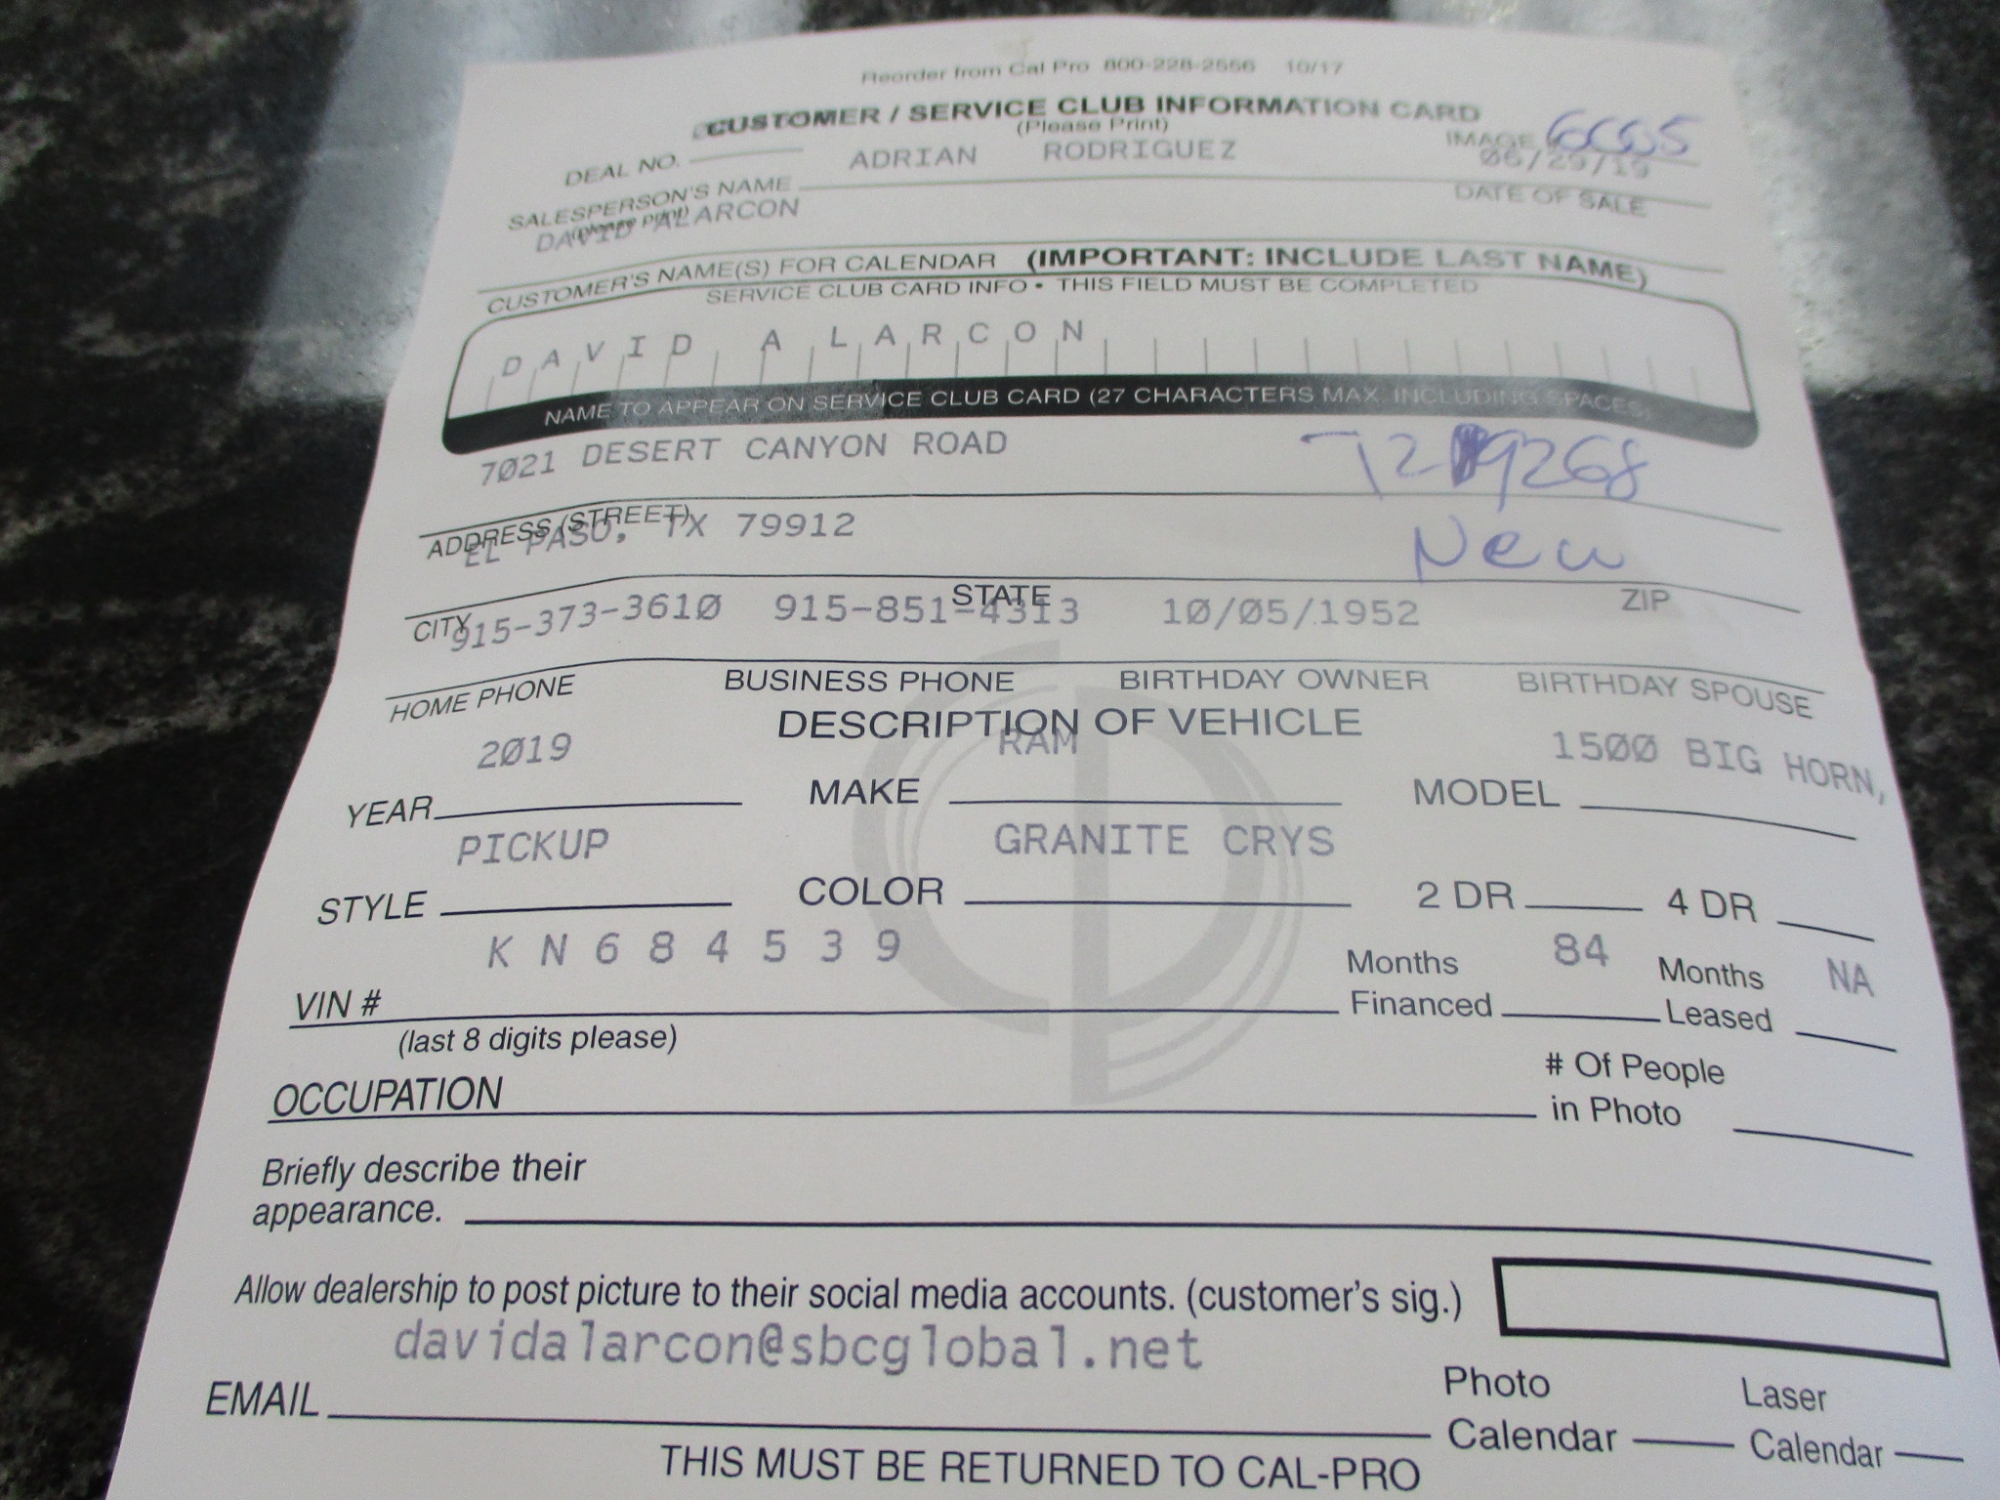 Reorder from Cal Pro 800-228-2556 10/17
CUSTOMER / SERVICE CLUB INFORMATION CARD
(Please Print)
DEAL NO. IMAGE
ADRIAN RODRIGUEZ 06/29/19
SALESPERSON'S NAME DATE OF SALE
(please print)
DAVID ALARCON
CUSTOMER'S NAME(S) FOR CALENDAR (IMPORTANT: INCLUDE LAST NAME)
SERVICE CLUB CARD INFO • THIS FIELD MUST BE COMPLETED
DAVID ALARCON
NAME TO APPEAR ON SERVICE CLUB CARD (27 CHARACTERS MAX. INCLUDING SPACES)
7021 DESERT CANYON ROAD
ADDRESS (STREET)
EL PASO, TX 79912 New
CITY STATE ZIP
915-373-3610 915-851-4313 10/05/1952
HOME PHONE BUSINESS PHONE BIRTHDAY OWNER BIRTHDAY SPOUSE
DESCRIPTION OF VEHICLE
2019 RAM 1500 BIG HORN,
YEAR MAKE MODEL
PICKUP GRANITE CRYS
STYLE COLOR 2 DR 4 DR
KN684539 Months 84 Months NA
VIN # Financed Leased
(last 8 digits please)
# Of People
OCCUPATION in Photo
Briefly describe their
appearance.
Allow dealership to post picture to their social media accounts. (customer's sig.)
davidalarcon@sbcglobal.net
Photo Laser
EMAIL Calendar Calendar
THIS MUST BE RETURNED TO CAL-PRO